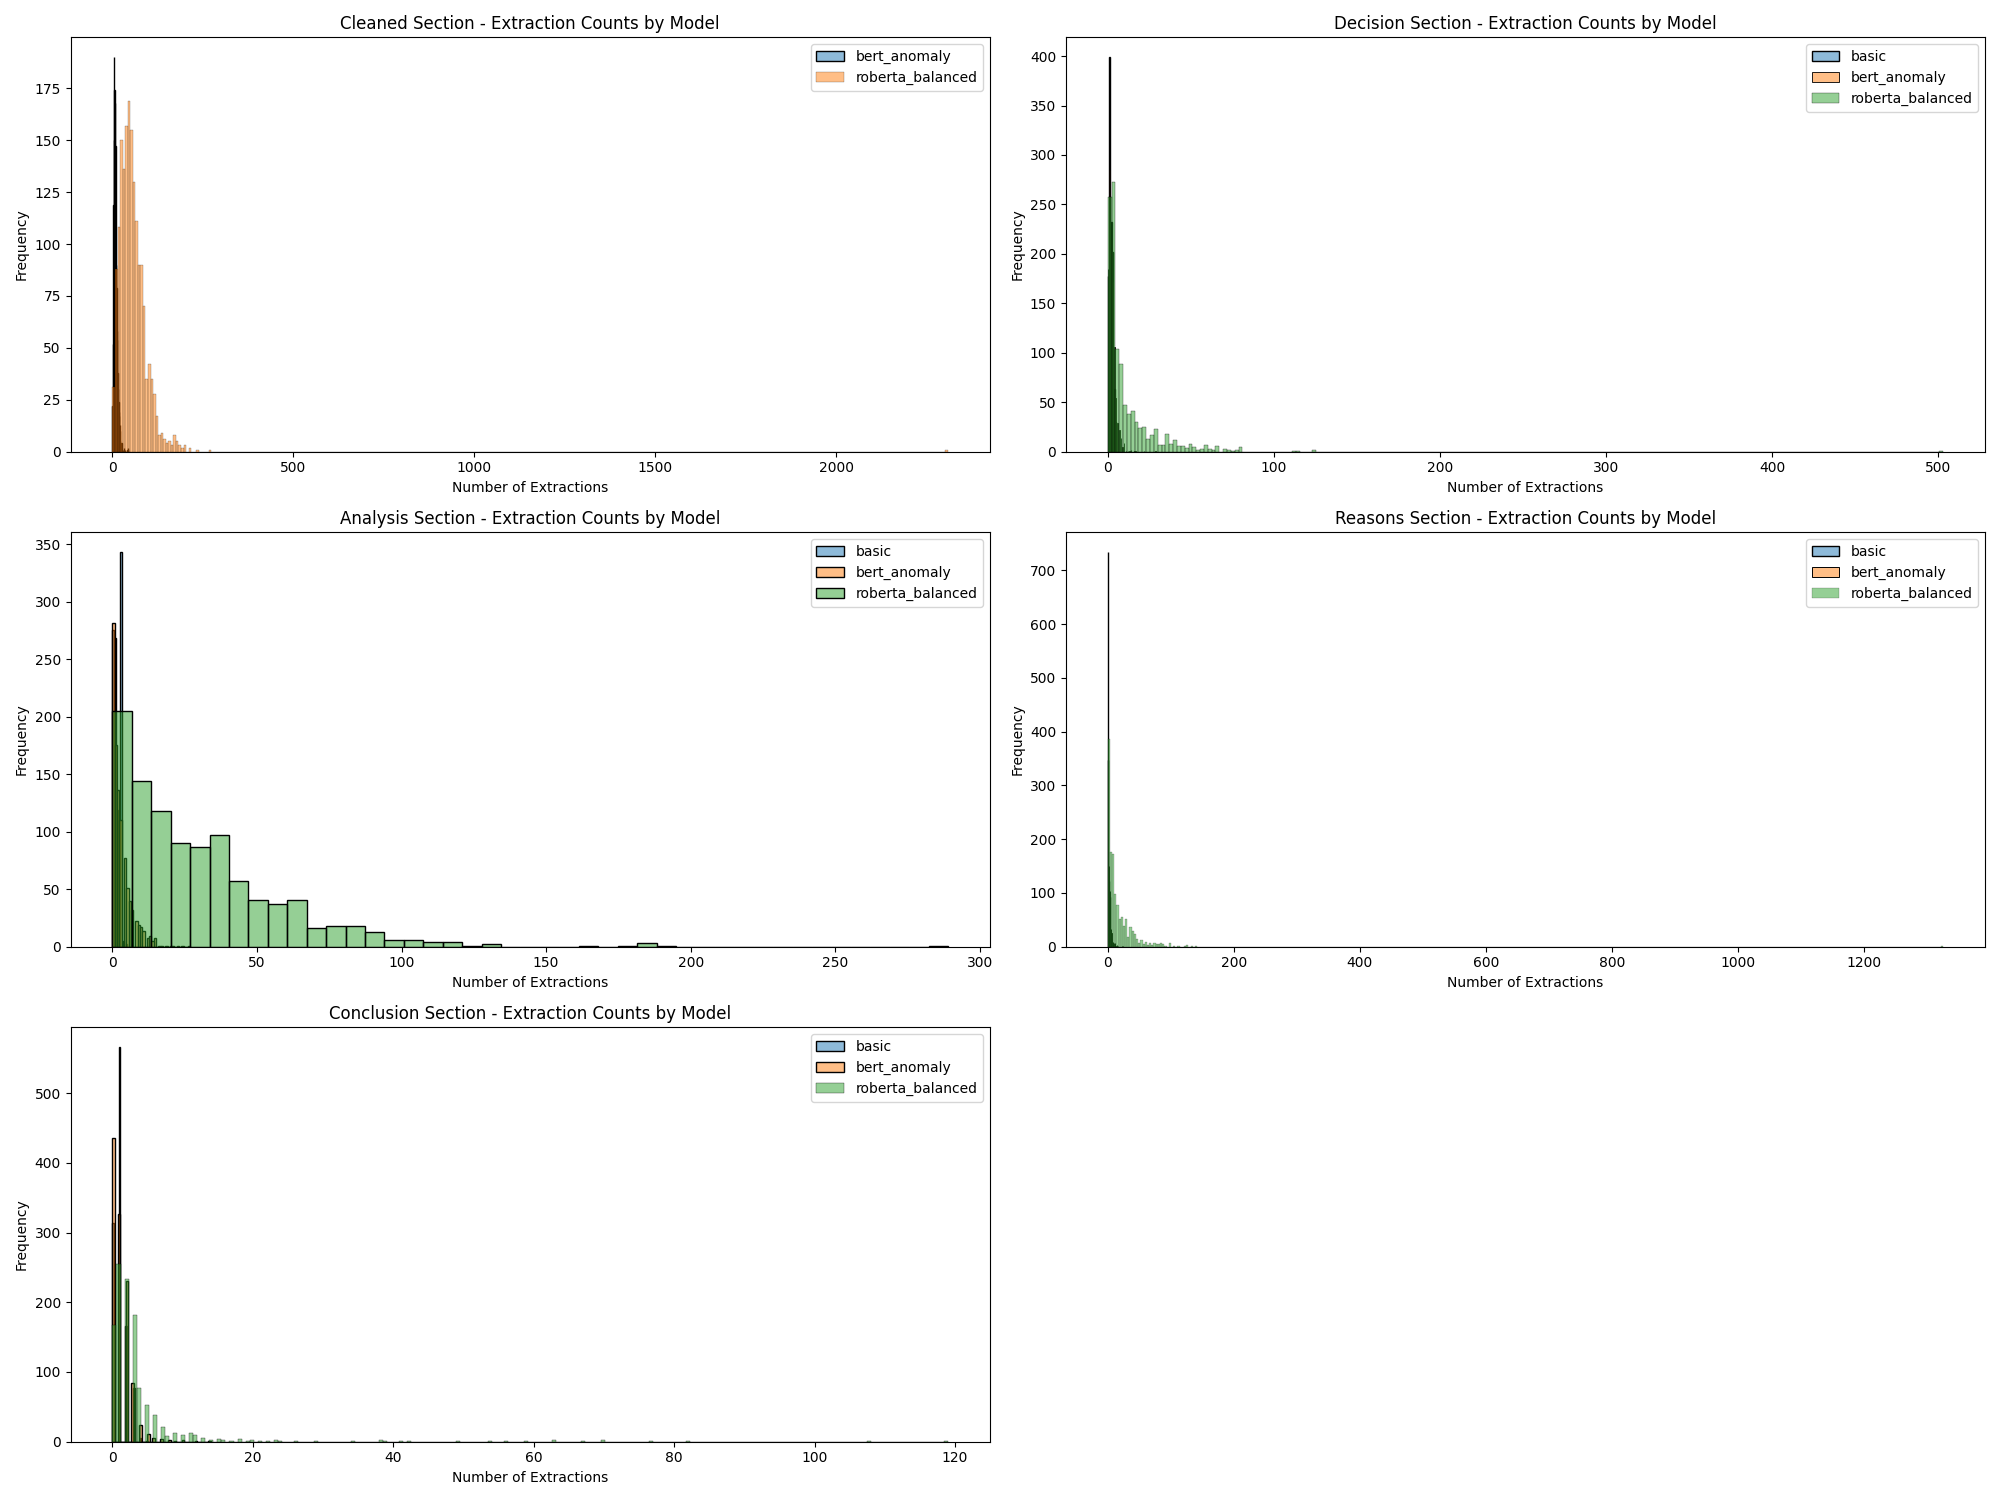 Cleaned Section - Extraction Counts by Model
bert_anomaly
roberta_balanced
Frequency
175
150
125
100
75
50
25
0
0 500 1000 1500 2000
Number of Extractions
Decision Section - Extraction Counts by Model
basic
bert_anomaly
roberta_balanced
Frequency
400
350
300
250
200
150
100
50
0
0 100 200 300 400 500
Number of Extractions
Analysis Section - Extraction Counts by Model
basic
bert_anomaly
roberta_balanced
Frequency
350
300
250
200
150
100
50
0
0 50 100 150 200 250 300
Number of Extractions
Reasons Section - Extraction Counts by Model
basic
bert_anomaly
roberta_balanced
Frequency
700
600
500
400
300
200
100
0
0 200 400 600 800 1000 1200
Number of Extractions
Conclusion Section - Extraction Counts by Model
basic
bert_anomaly
roberta_balanced
Frequency
500
400
300
200
100
0
0 20 40 60 80 100 120
Number of Extractions